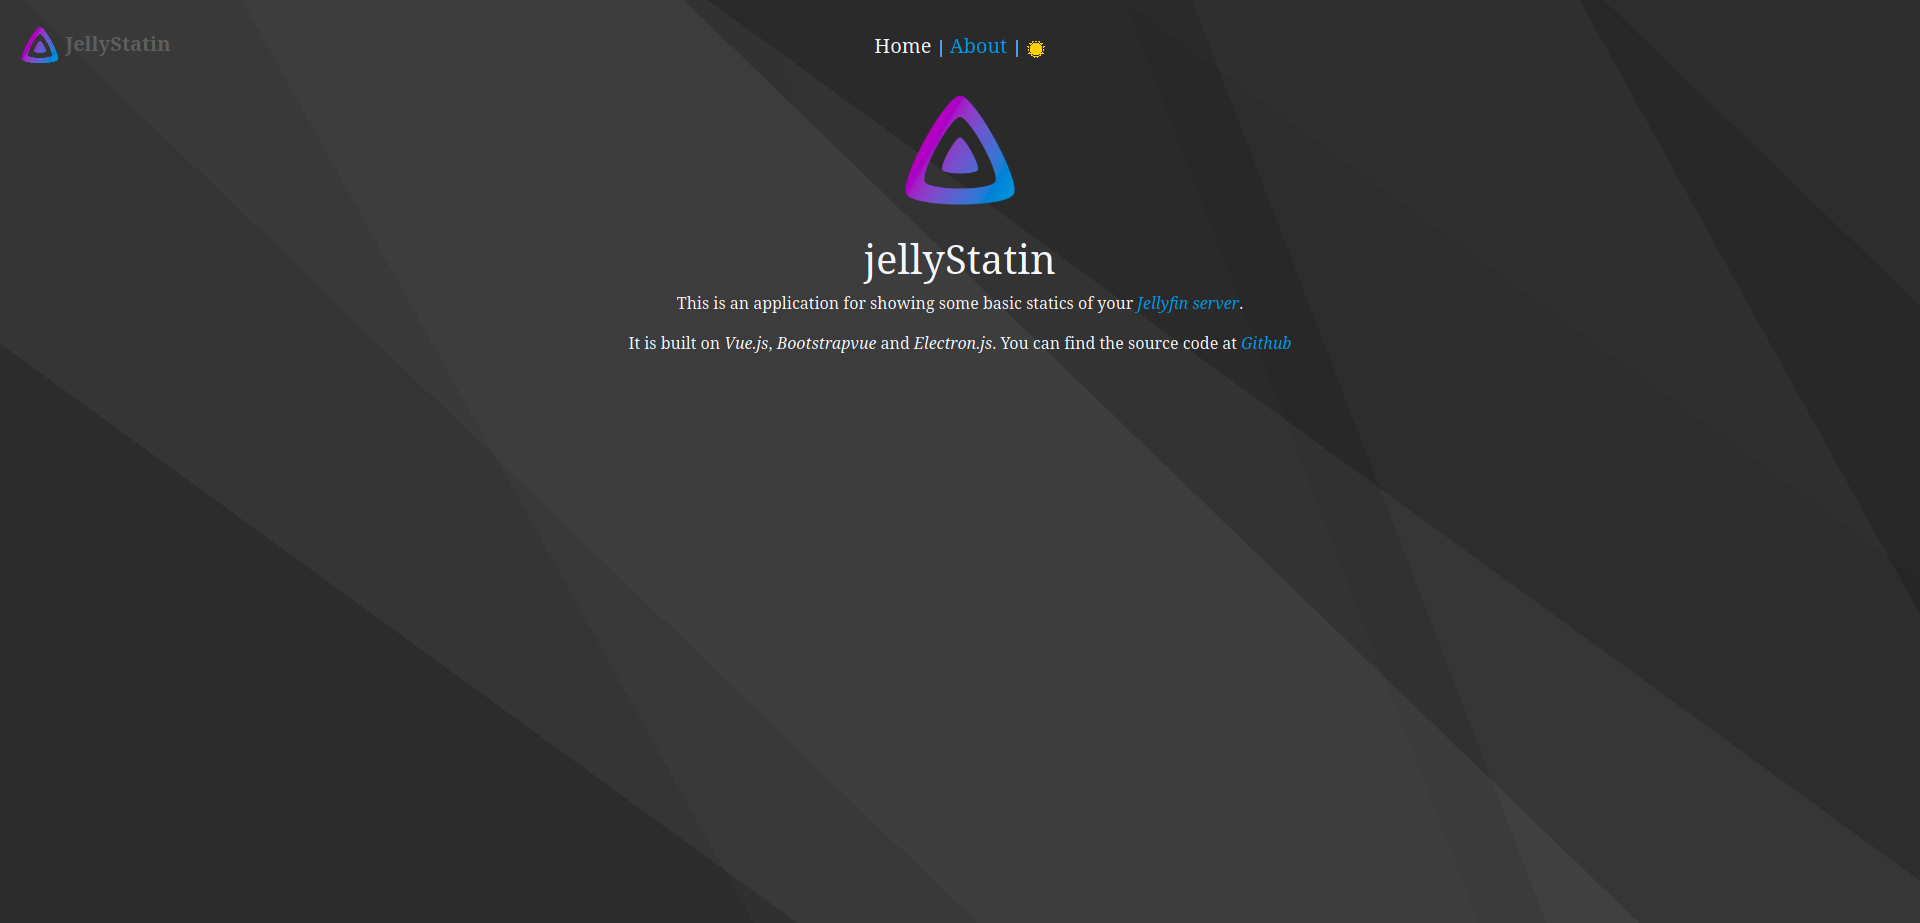 JellyStatin
Home | About |
jellyStatin
This is an application for showing some basic statics of your Jellyfin server.
It is built on Vue.js, Bootstrapvue and Electron.js. You can find the source code at Github